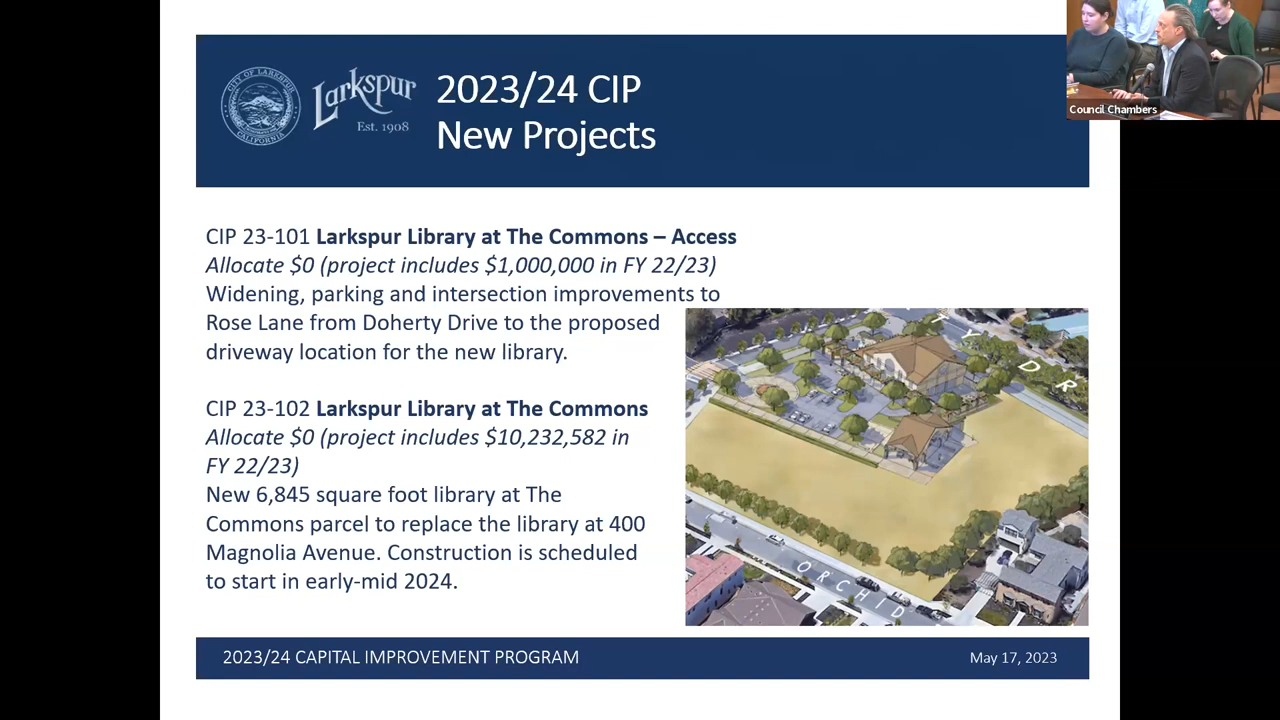 Council Chambers
CITY OF LARKSPUR
CALIFORNIA
Larkspur
Est. 1908
2023/24 CIP
New Projects
CIP 23-101 Larkspur Library at The Commons – Access
Allocate $0 (project includes $1,000,000 in FY 22/23)
Widening, parking and intersection improvements to
Rose Lane from Doherty Drive to the proposed
driveway location for the new library.
CIP 23-102 Larkspur Library at The Commons
Allocate $0 (project includes $10,232,582 in
FY 22/23)
New 6,845 square foot library at The
Commons parcel to replace the library at 400
Magnolia Avenue. Construction is scheduled
to start in early-mid 2024.
T Y D R
ORCHID
2023/24 CAPITAL IMPROVEMENT PROGRAM
May 17, 2023